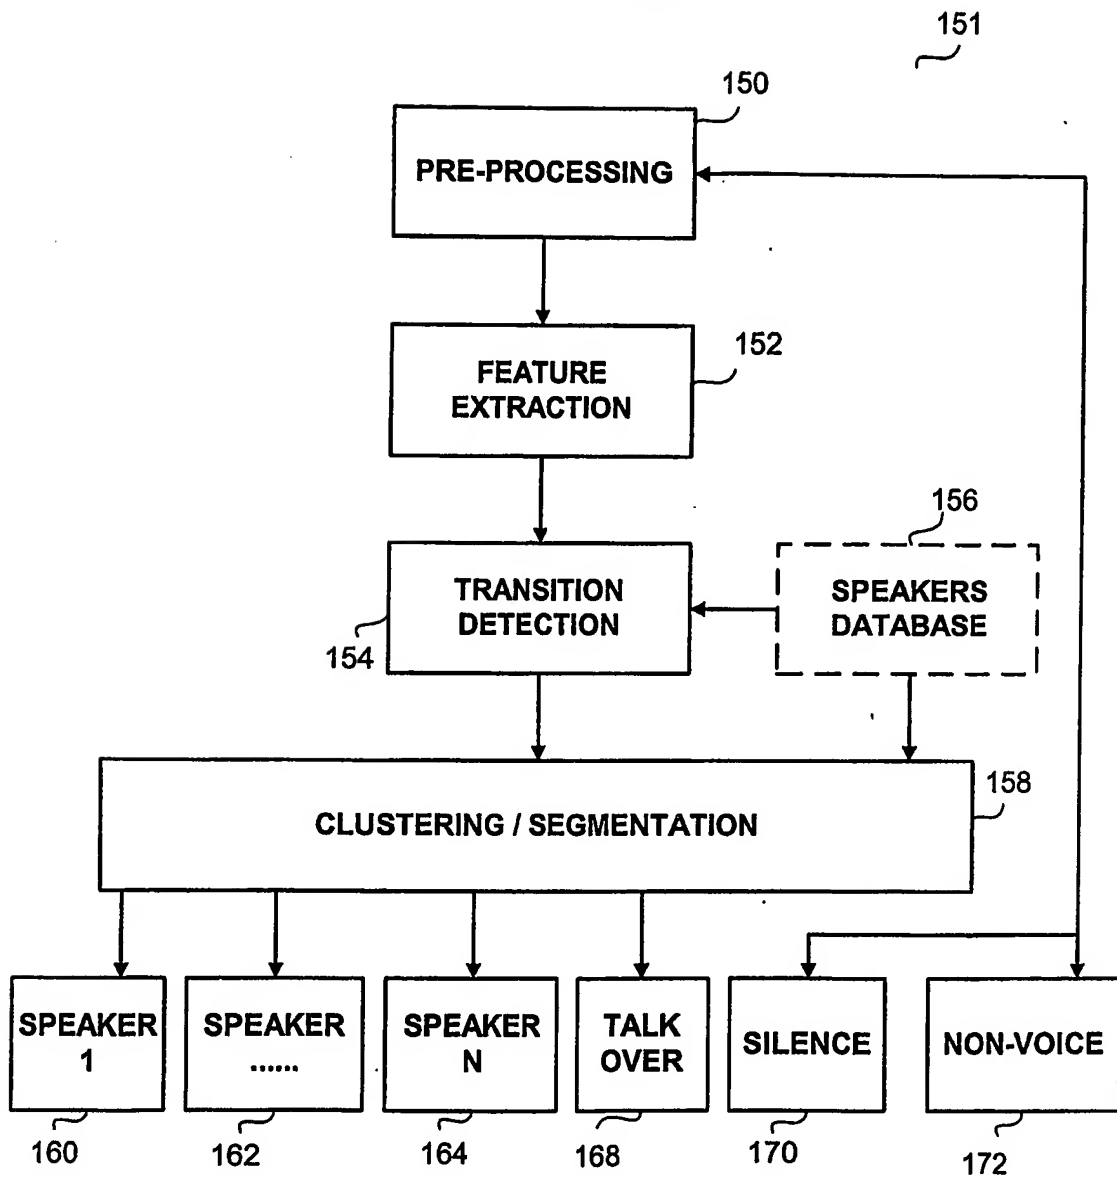 151
150
PRE-PROCESSING
152
FEATURE
EXTRACTION
156
TRANSITION
DETECTION
154
SPEAKERS
DATABASE
158
CLUSTERING / SEGMENTATION
SPEAKER
1
SPEAKER
......
SPEAKER
N
TALK
OVER
SILENCE
NON-VOICE
160
162
164
168
170
172